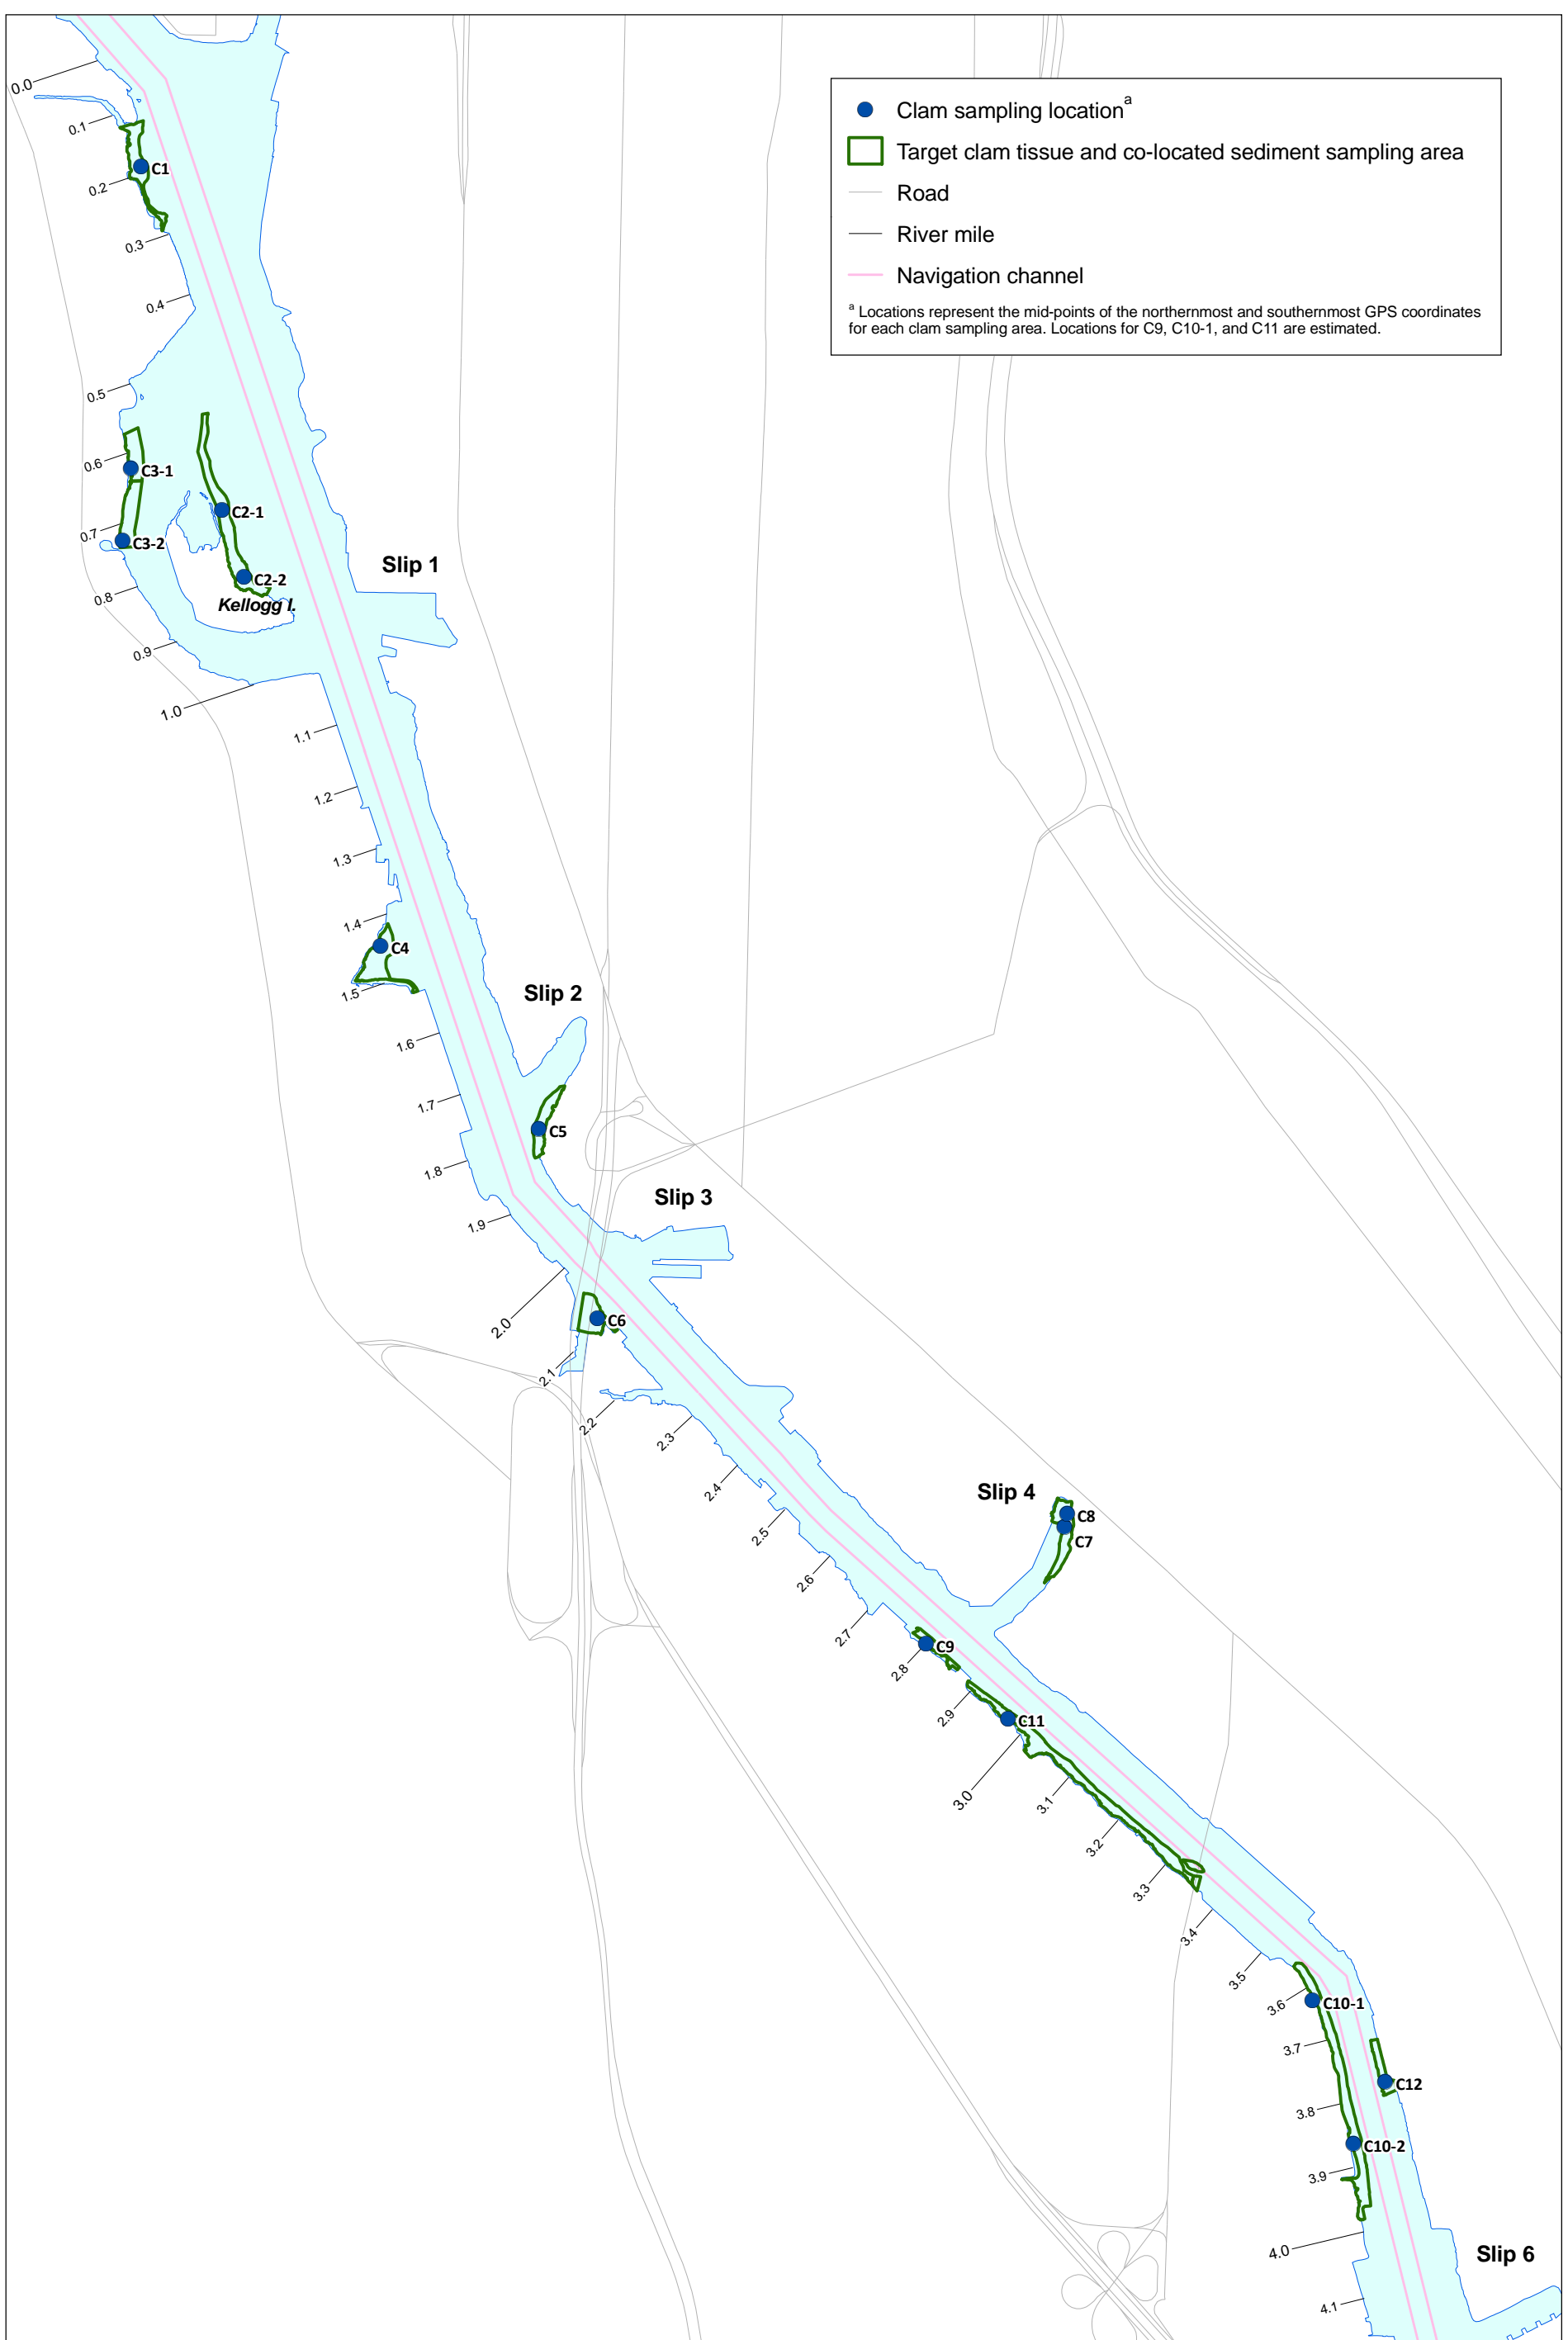 0.0
Clam sampling location a
0.1
Target clam tissue and co-located sediment sampling area
C1
0.2
Road
River mile
0.3
Navigation channel
0.4
a Locations represent the mid-points of the northernmost and southernmost GPS coordinates
for each clam sampling area. Locations for C9, C10-1, and C11 are estimated.
0.5
0.6
C3-1
C2-1
0.7
C3-2
Slip 1
C2-2
0.8
Kellogg I.
0.9
1.0
1.1
1.2
1.3
1.4
C4
1.5
Slip 2
1.6
1.7
C5
1.8
Slip 3
1.9
2.0
C6
2.1
2.2
2.3
2.4
Slip 4
C8
2.5
C7
2.6
2.7
C9
2.8
2.9
C11
3.0
3.1
3.2
3.3
3.4
3.5
3.6
C10-1
3.7
C12
3.8
C10-2
3.9
4.0
Slip 6
4.1